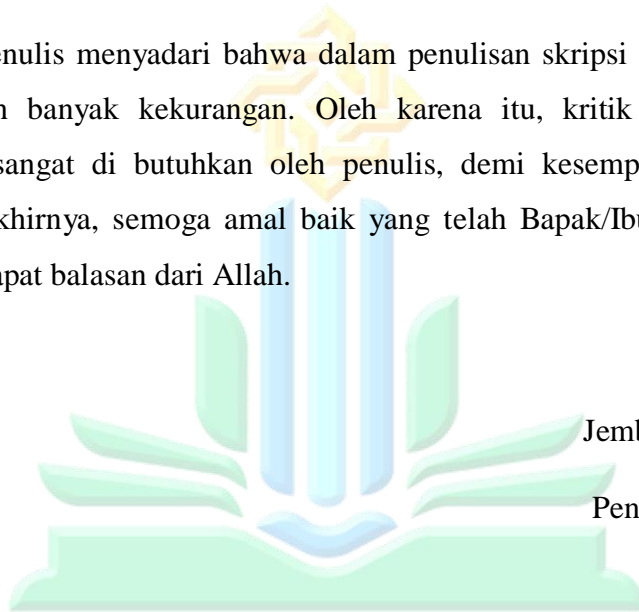 enulis menyadari bahwa dalam penulisan skripsi
banyak kekurangan. Oleh karena itu, kritik
sangat di butuhkan oleh penulis, demi kesemp
khirnya, semoga amal baik yang telah Bapak/Ibu
apat balasan dari Allah.
Jemb
Pen